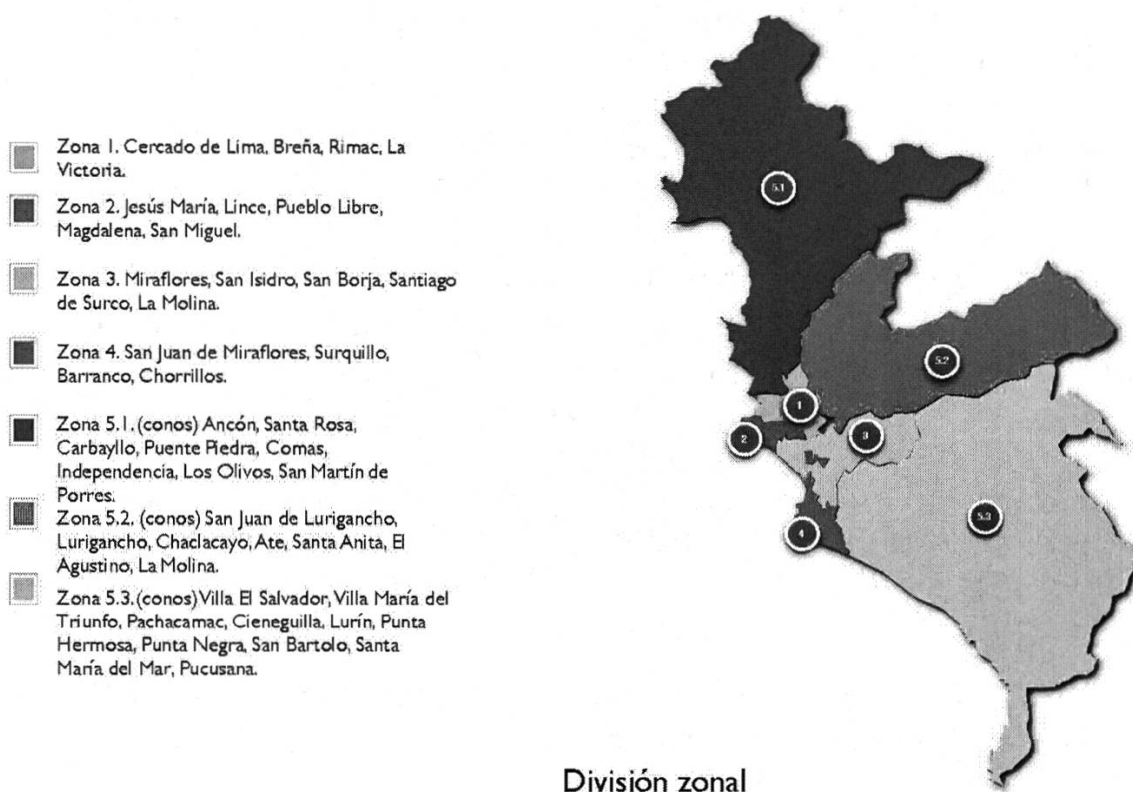 Zona 1. Cercado de Lima, Breña, Rimac, La
Victoria.
Zona 2. Jesús María, Lince, Pueblo Libre,
Magdalena, San Miguel.
Zona 3. Miraflores, San Isidro, San Borja, Santiago
de Surco, La Molina.
Zona 4. San Juan de Miraflores, Surquillo,
Barranco, Chorrillos.
Zona 5.1. (conos) Ancón, Santa Rosa,
Carbayllo, Puente Piedra, Comas,
Independencia, Los Olivos, San Martín de
Porres.
Zona 5.2. (conos) San Juan de Lurigancho,
Lurigancho, Chaclacayo, Ate, Santa Anita, El
Agustino, La Molina.
Zona 5.3. (conos) Villa El Salvador, Villa María del
Triunfo, Pachacamac, Cieneguilla, Lurín, Punta
Hermosa, Punta Negra, San Bartolo, Santa
María del Mar, Pucusana.
5.1
5.2
1
2
3
5.3
4
División zonal